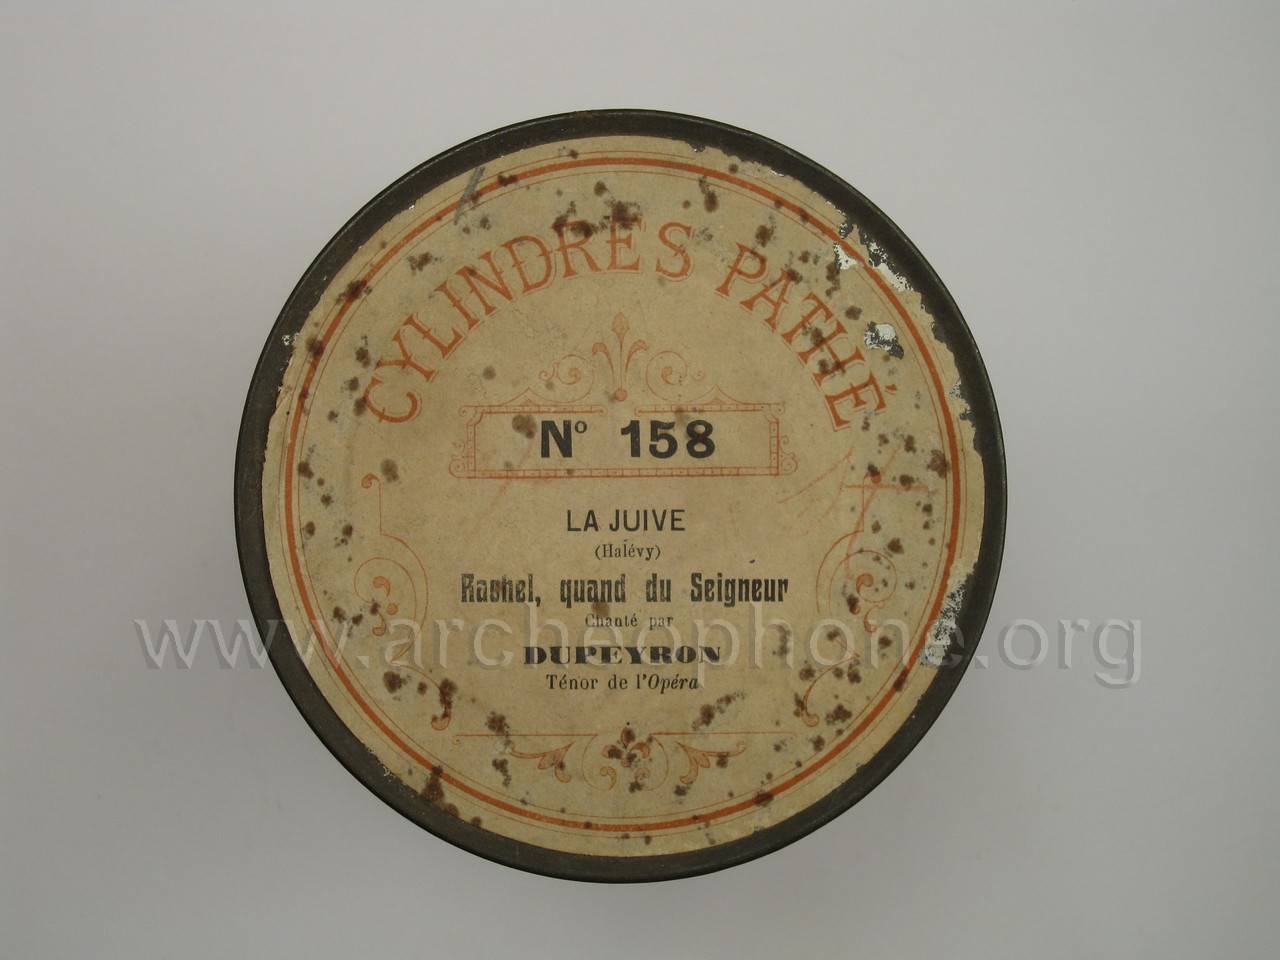 CYLINDRES PATHÉ
Nº 158
LA JUIVE
(Halévy)
Rachel, quand du Seigneur
Chanté par
DUPEYRON
Ténor de l'Opéra
www.archeophone.org